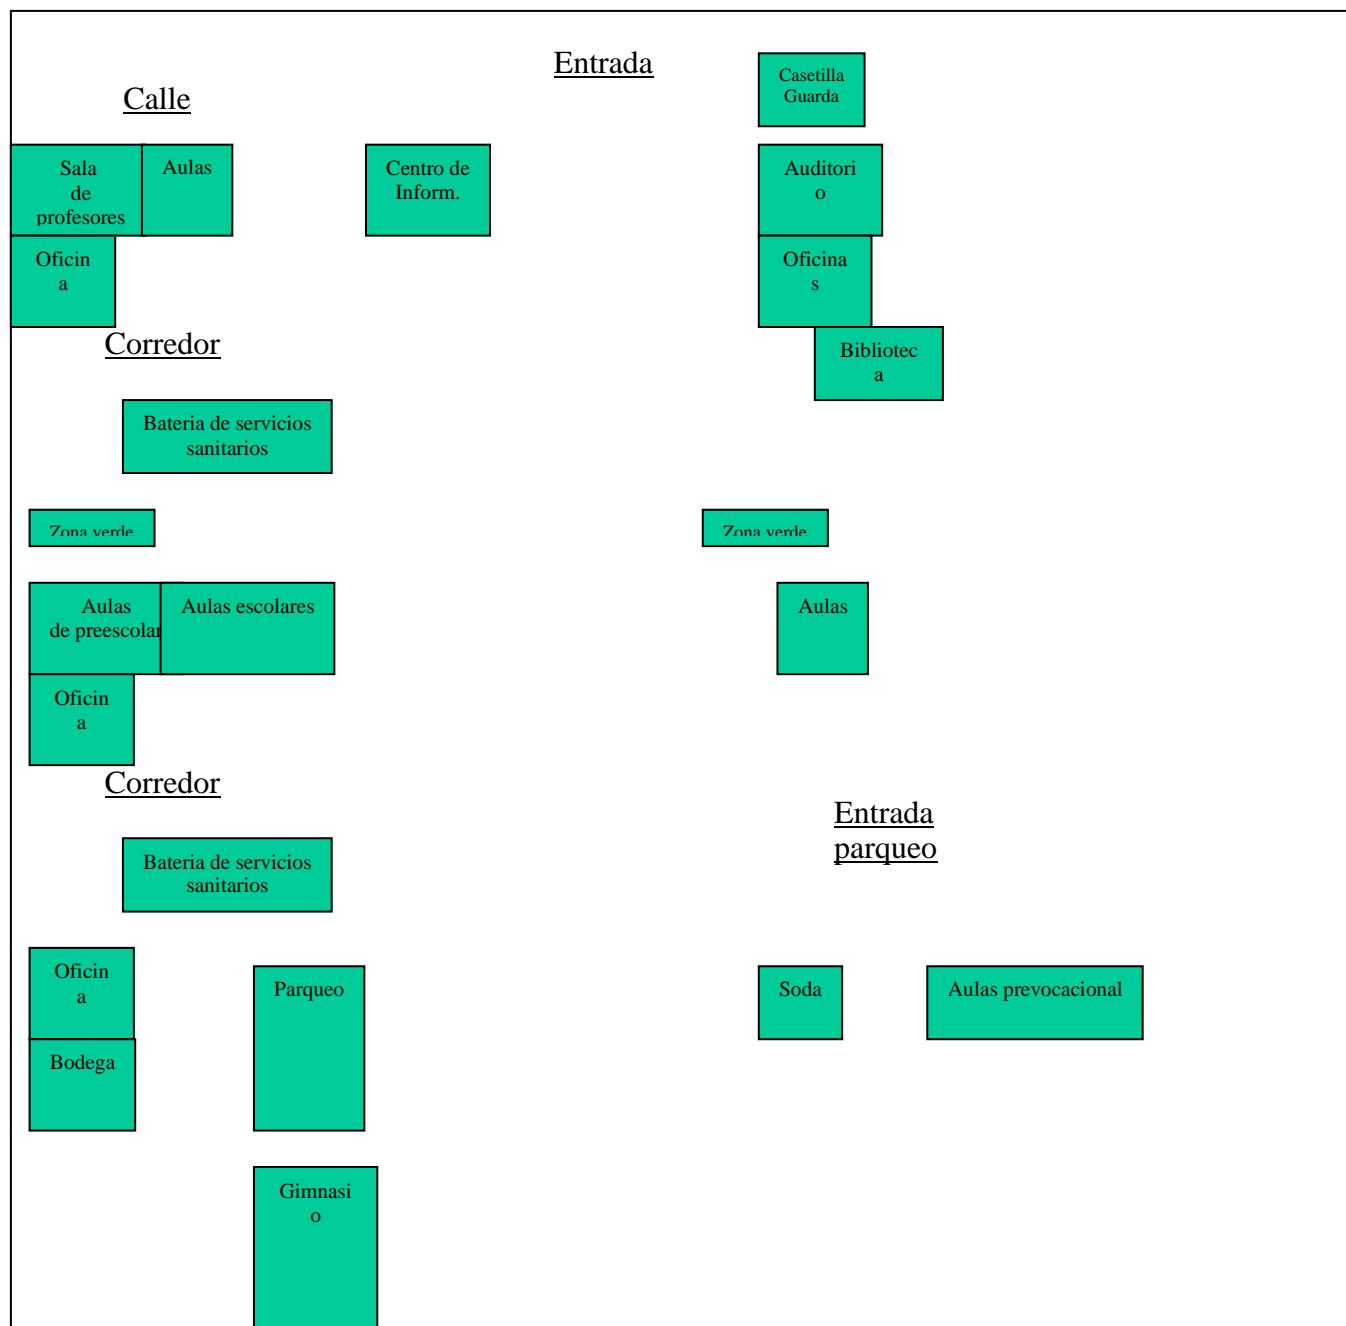 Entrada
Casetilla
Guarda
Calle
Sala
de
profesores
Aulas
Centro de
Inform.
Auditori
o
Oficin
a
Oficina
s
Corredor
Bibliotec
a
Bateria de servicios
sanitarios
Zona verde
Zona verde
Aulas
de preescolar
Aulas escolares
Aulas
Oficin
a
Corredor
Entrada
parqueo
Bateria de servicios
sanitarios
Oficin
a
Parqueo
Soda
Aulas prevocacional
Bodega
Gimnasi
o